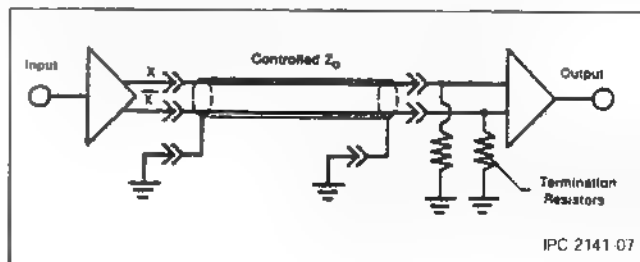 Input
X
X̅
Controlled Z₀
Output
Termination
Resistors
IPC 2141-07